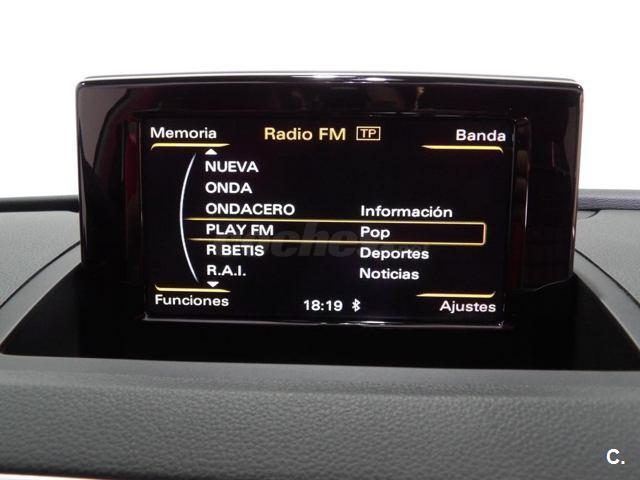 Memoria Radio FM TP Banda
NUEVA
ONDA
ONDACERO Información
PLAY FM Pop
R BETIS Deportes
R.A.I. Noticias
Funciones 18:19 Ajustes
C.